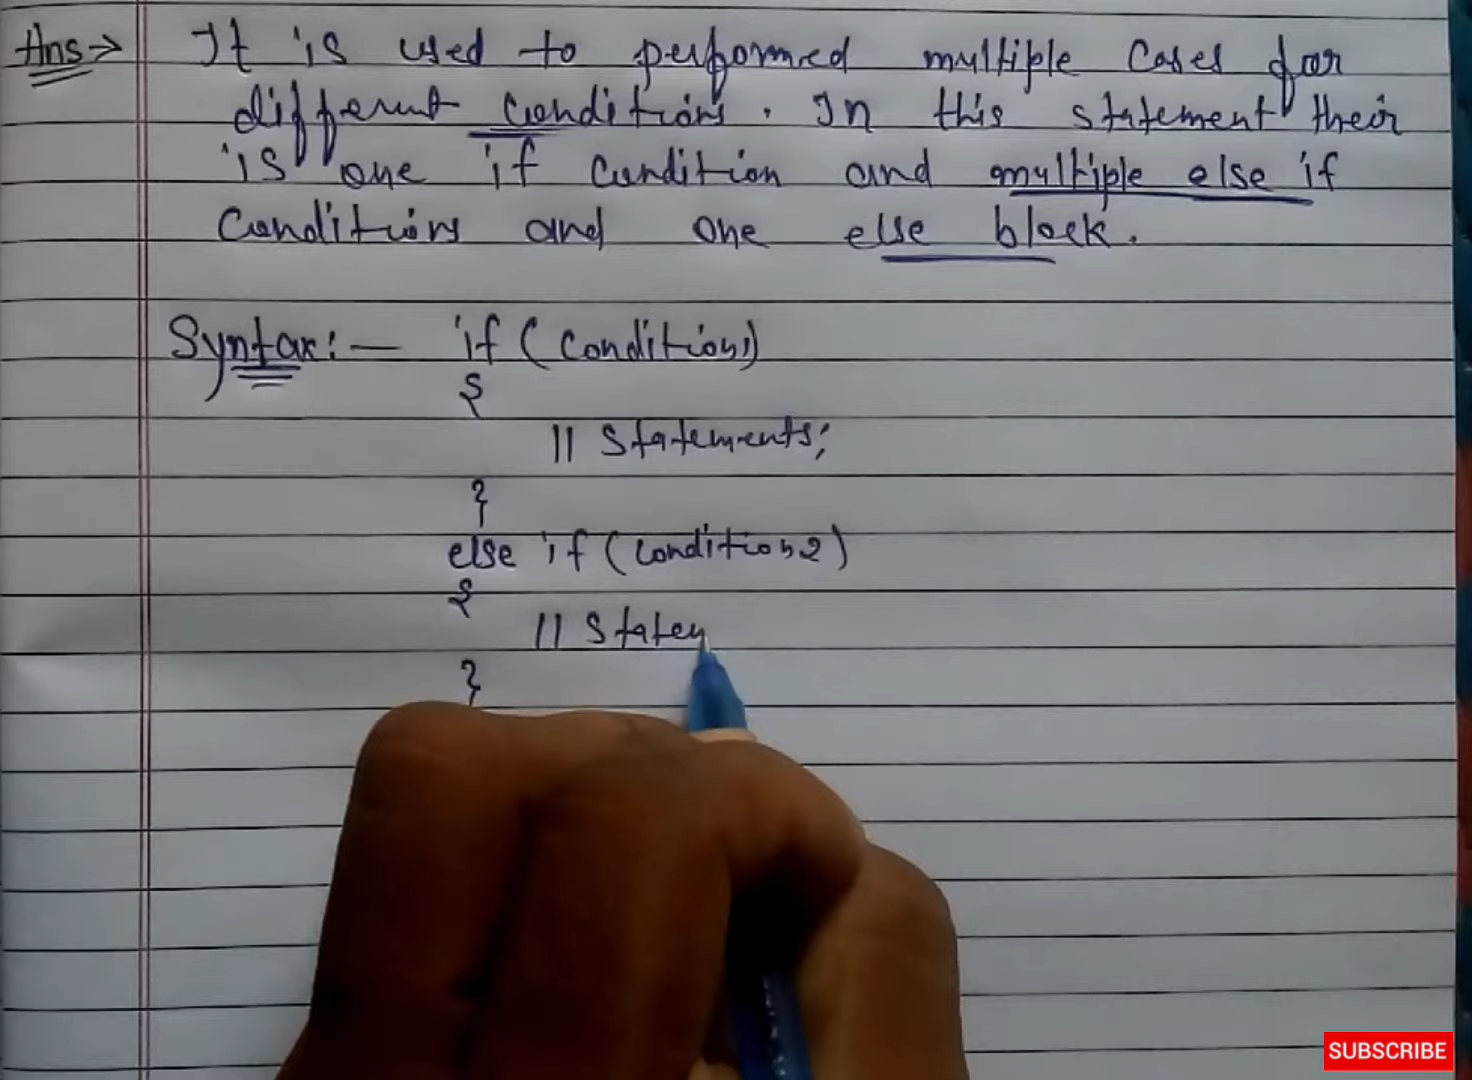 Ans→ It is used to performed multiple cases for
different conditions. In this statement their
is one if condition and multiple else if
conditions and one else block.
Syntax:— if (condition1)
{
// Statements;
}
else if (condition2)
{
// Statem
}
SUBSCRIBE